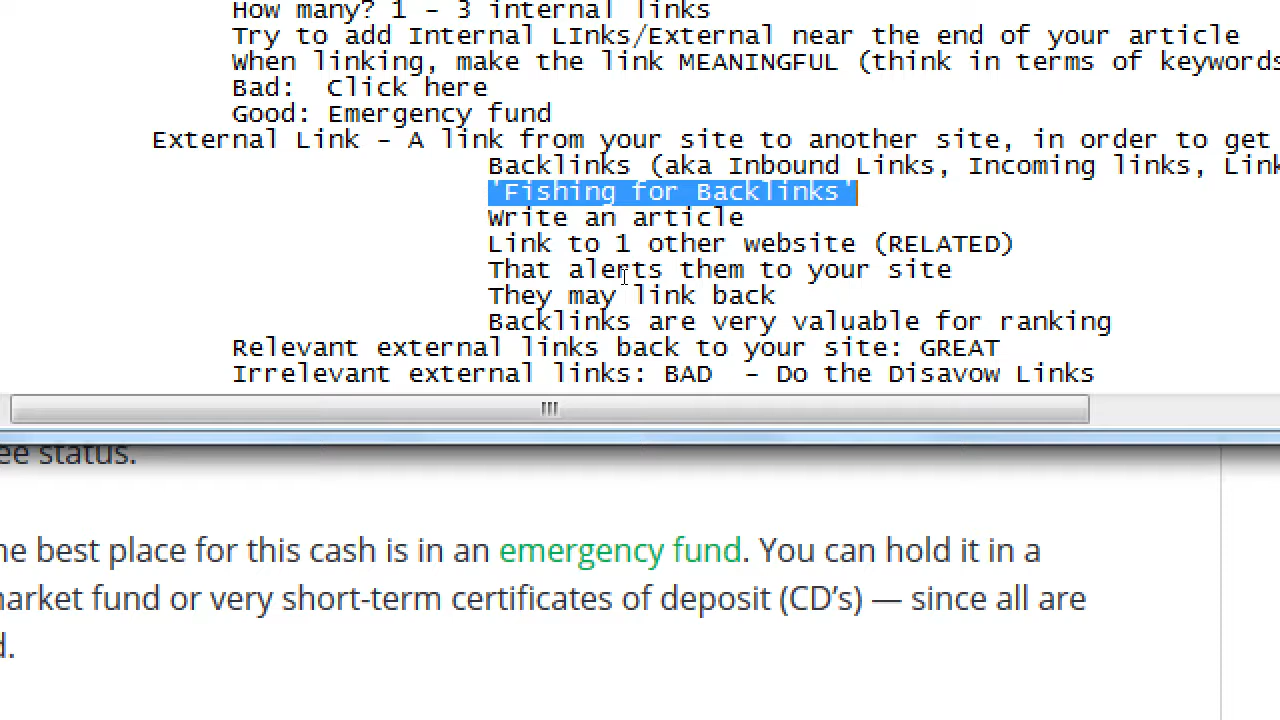 How many? 1 - 3 internal links
Try to add Internal LInks/External near the end of your article
When linking, make the link MEANINGFUL (think in terms of keywords
Bad:  Click here
Good: Emergency fund
External Link - A link from your site to another site, in order to get
Backlinks (aka Inbound Links, Incoming links, Link
'Fishing for Backlinks'
Write an article
Link to 1 other website (RELATED)
That alerts them to your site
They may link back
Backlinks are very valuable for ranking
Relevant external links back to your site: GREAT
Irrelevant external links: BAD  - Do the Disavow Links
status.
best place for this cash is in an emergency fund. You can hold it in a
market fund or very short-term certificates of deposit (CD’s) — since all are